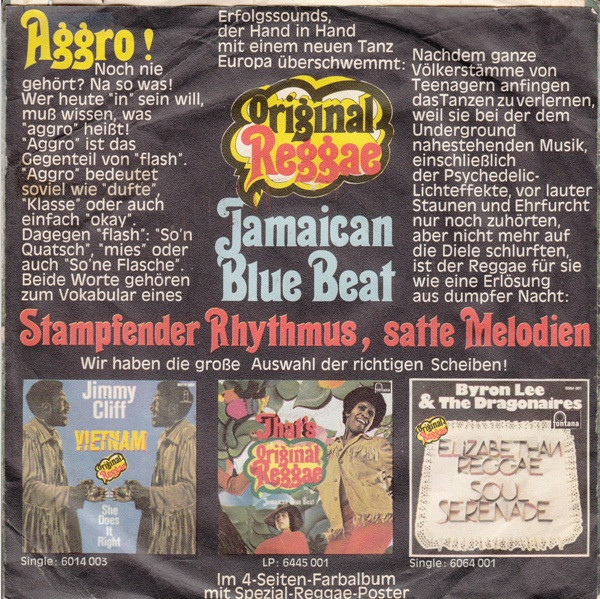 Aggro!
Noch nie
gehört? Na so was!
Wer heute "in" sein will,
muß wissen, was
"aggro" heißt!
"Aggro" ist das
Gegenteil von "flash".
"Aggro" bedeutet
soviel wie "dufte",
"Klasse" oder auch
einfach "okay".
Dagegen "flash": "So'n
Quatsch", "mies" oder
auch "So'ne Flasche".
Beide Worte gehören
zum Vokabular eines
Erfolgssounds,
der Hand in Hand
mit einem neuen Tanz
Europa überschwemmt:
Original
Reggae
Jamaican
Blue Beat
Nachdem ganze
Völkerstämme von
Teenagern anfingen
das Tanzen zu verlernen,
weil sie bei der dem
Underground
nahestehenden Musik,
einschließlich
der Psychedelic-
Lichteffekte, vor lauter
Staunen und Ehrfurcht
nur noch zuhörten,
aber nicht mehr auf
die Diele schlurften,
ist der Reggae für sie
wie eine Erlösung
aus dumpfer Nacht:
Stampfender Rhythmus, satte Melodien
Wir haben die große Auswahl der richtigen Scheiben!
Jimmy
Cliff
VIETNAM
Original
Reggae
She
Does
It
Right
Single: 6014 003
fontana
That's
Original
Reggae
Jamaican Blue Beat
LP: 6445 001
Byron Lee
& The Dragonaires
fontana
Original
Reggae
ELIZABETHAN
REGGAE
SOUL
SERENADE
Single: 6064 001
Im 4-Seiten-Farbalbum
mit Spezial-Reggae-Poster